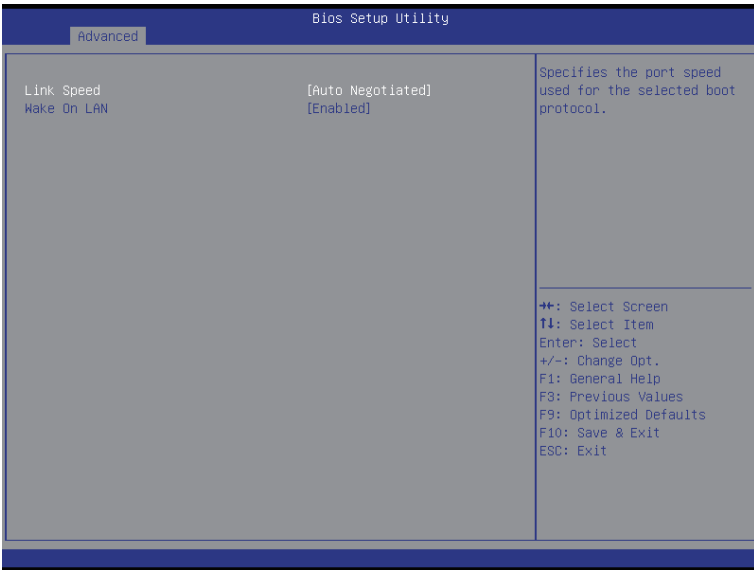 Bios Setup Utility
Advanced
Link Speed [Auto Negotiated]
Wake On LAN [Enabled]
Specifies the port speed
used for the selected boot
protocol.
→←: Select Screen
↑↓: Select Item
Enter: Select
+/-: Change Opt.
F1: General Help
F3: Previous Values
F9: Optimized Defaults
F10: Save & Exit
ESC: Exit